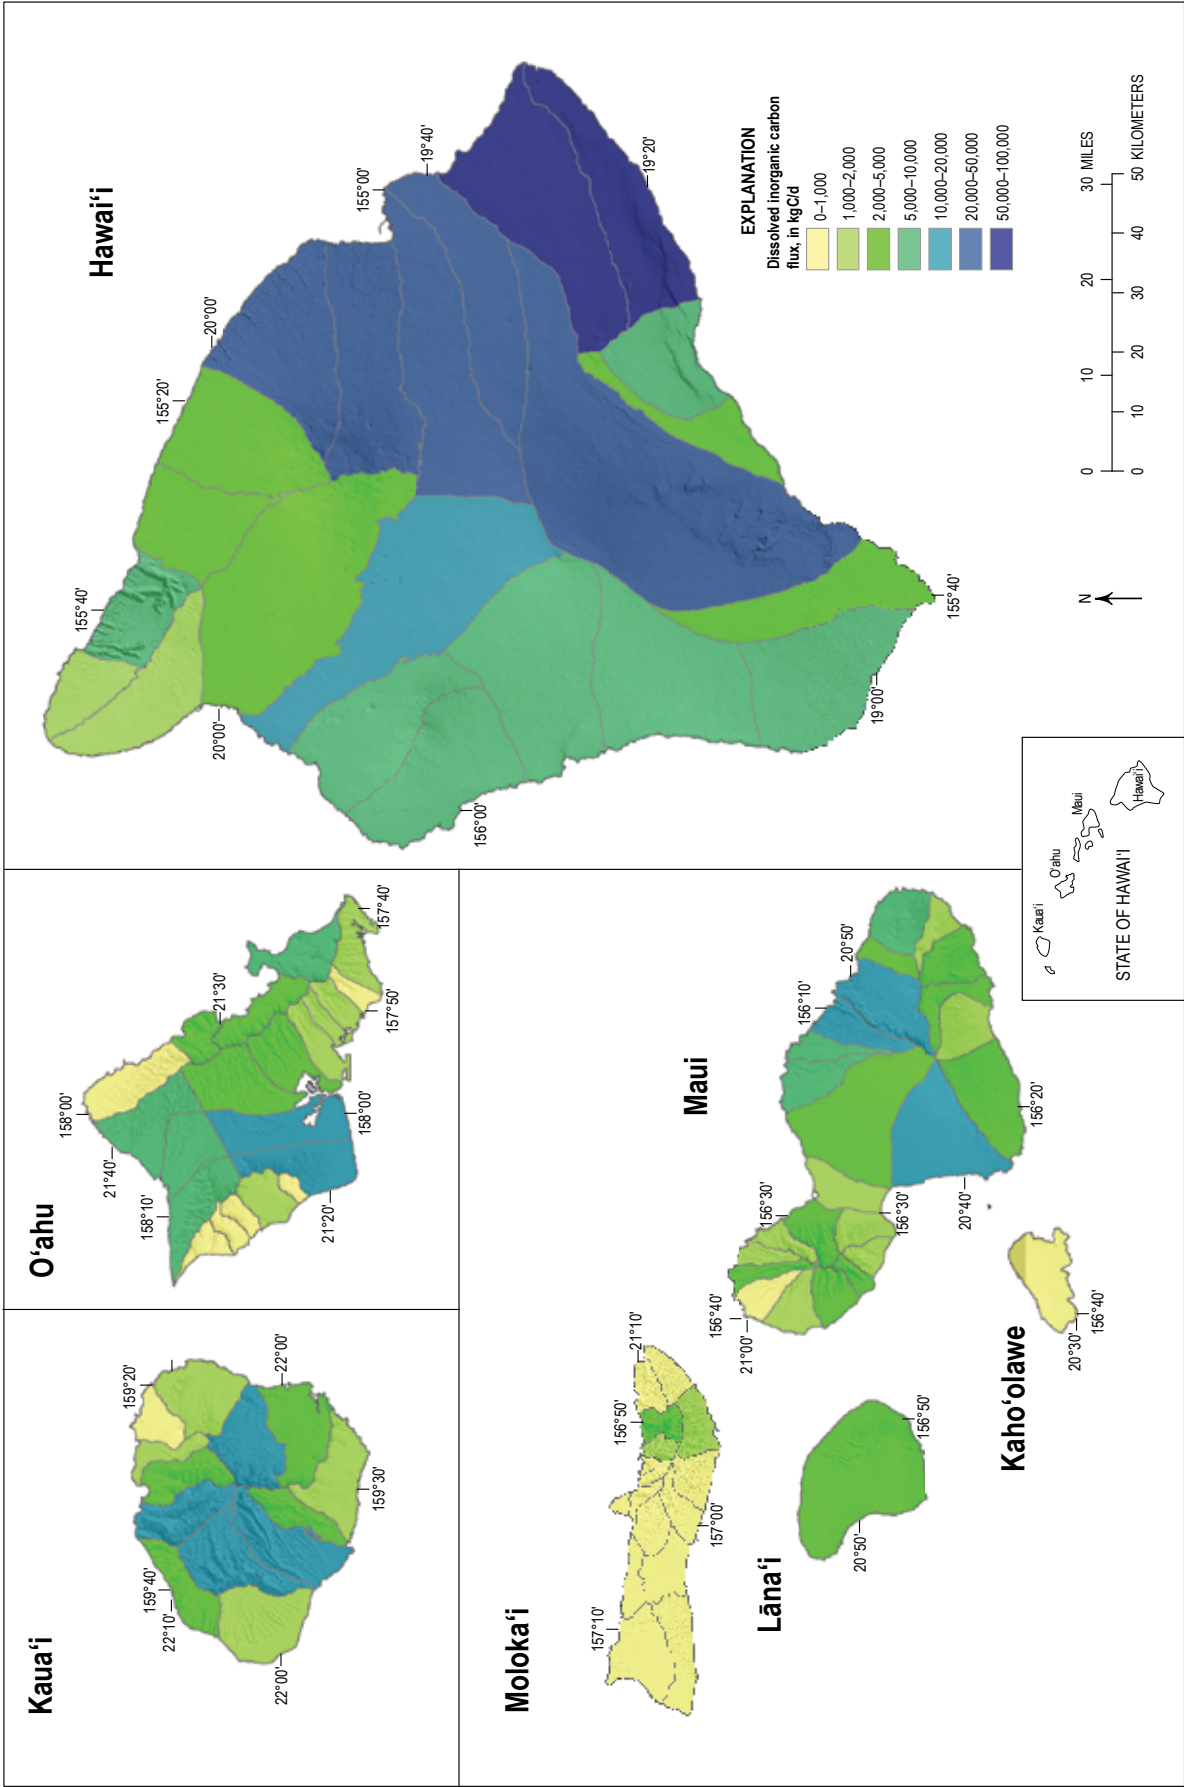 Kauaʻi
159°20'
22°00'
159°30'
159°40'
22°10'
22°00'
Oʻahu
158°00'
21°40'
158°10'
21°30'
157°40'
157°50'
158°00'
21°20'
Hawaiʻi
155°40'
155°20'
20°00'
155°00'
19°40'
20°00'
156°00'
19°20'
155°40'
19°00'
EXPLANATION
Dissolved inorganic carbon
flux, in kgC/d
0–1,000
1,000–2,000
2,000–5,000
5,000–10,000
10,000–20,000
20,000–50,000
50,000–100,000
0 10 20 30 MILES
0 10 20 30 40 50 KILOMETERS
N
Molokaʻi
157°10'
156°50'
21°10'
157°00'
Maui
156°40'
21°00'
156°30'
156°10'
20°50'
156°30'
20°40'
156°20'
Lānaʻi
20°50'
156°50'
Kahoʻolawe
20°30'
156°40'
Kauaʻi
Oʻahu
Maui
Hawaiʻi
STATE OF HAWAIʻI